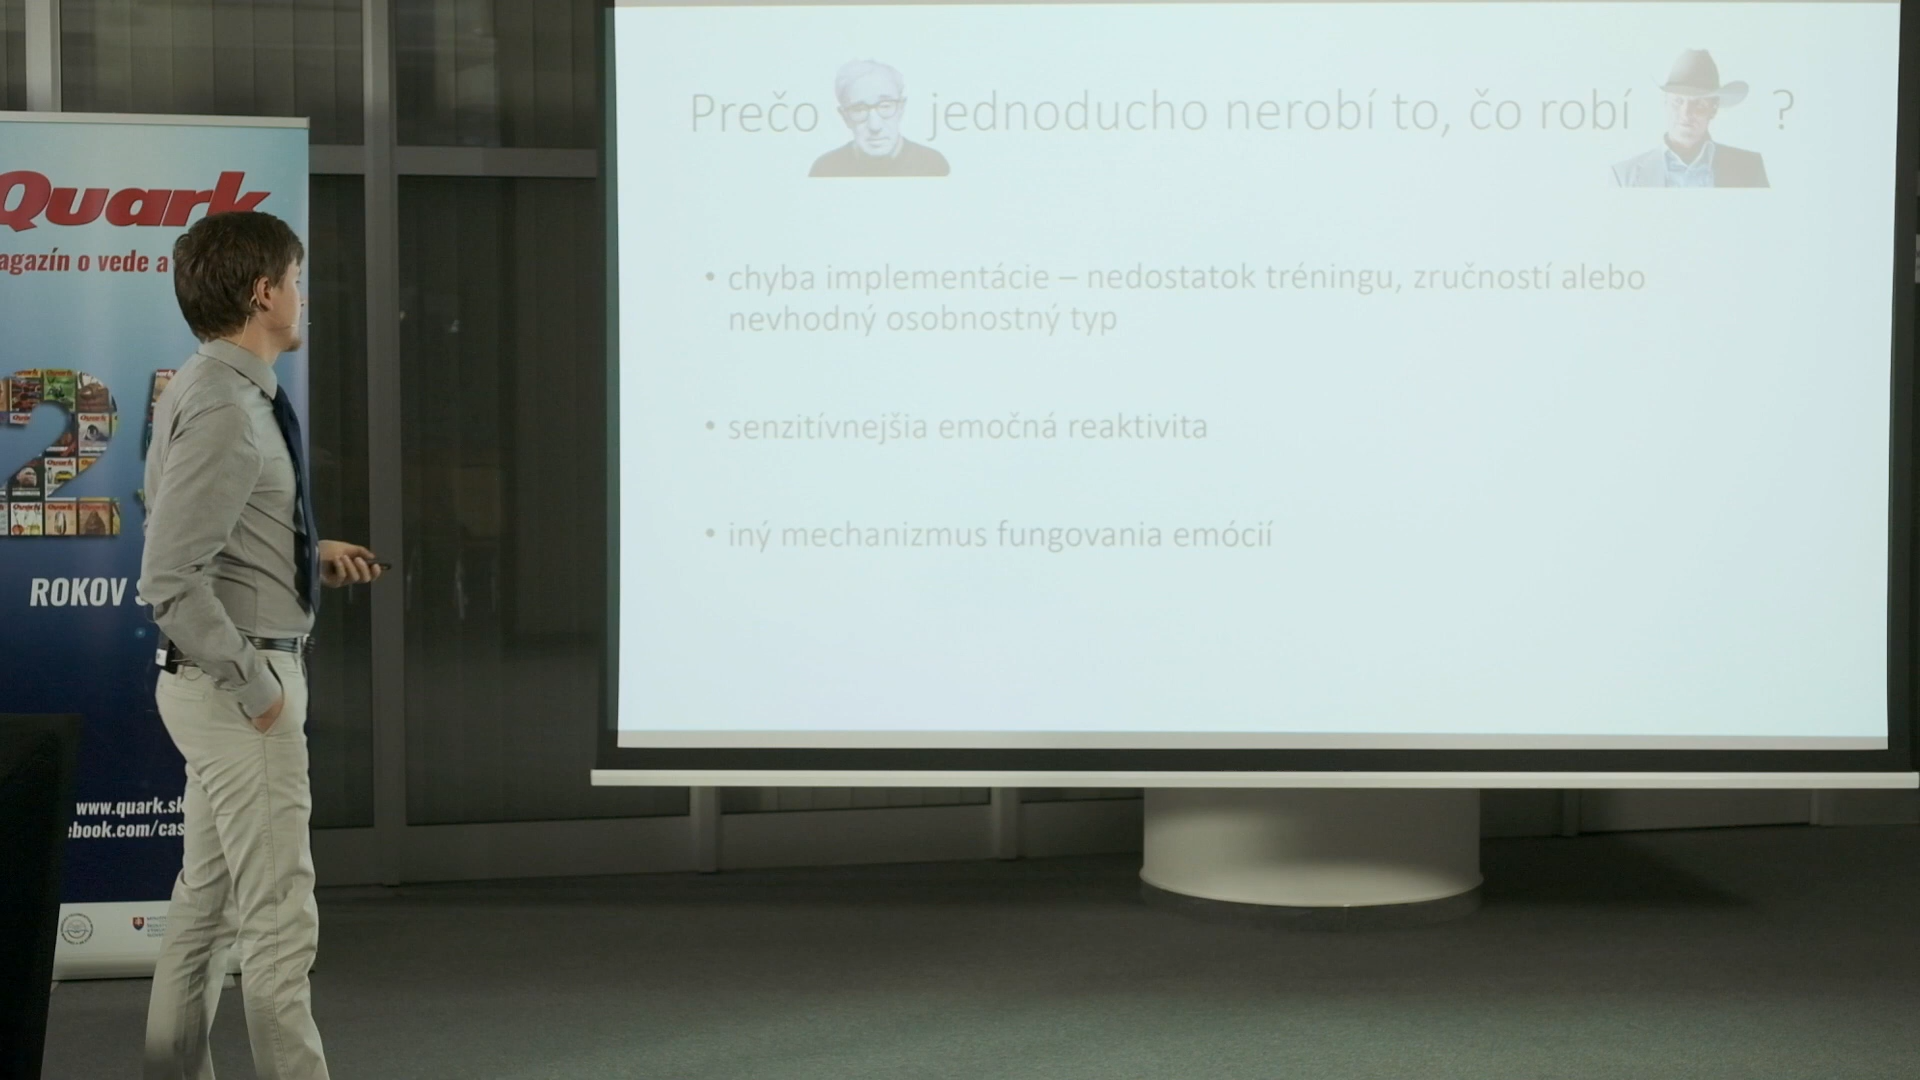 Prečo jednoducho nerobí to, čo robí ?
• chyba implementácie – nedostatok tréningu, zručností alebo
nevhodný osobnostný typ
• senzitívnejšia emočná reaktivita
• iný mechanizmus fungovania emócií
Quark
agazín o vede a
ROKOV
www.quark.sk
ebook.com/cas